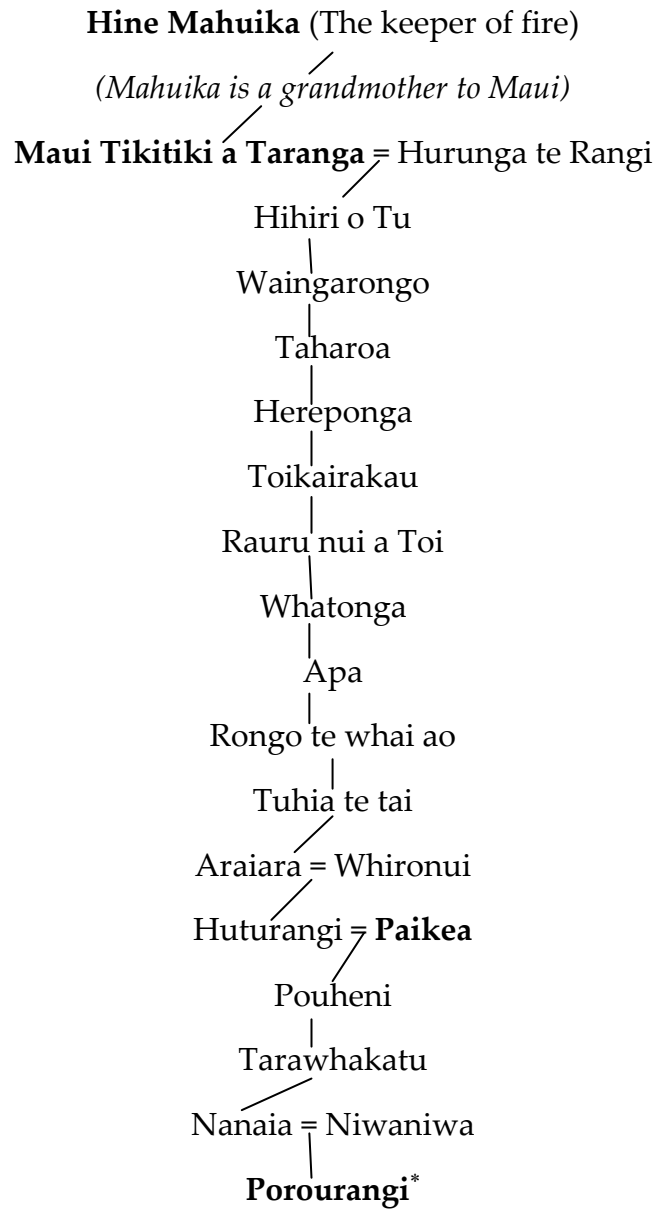 Hine Mahuika (The keeper of fire)
(Mahuika is a grandmother to Maui)
Maui Tikitiki a Taranga = Hurunga te Rangi
Hihiri o Tu
Waingarongo
Taharoa
Hereponga
Toikairakau
Rauru nui a Toi
Whatonga
Apa
Rongo te whai ao
Tuhia te tai
Araiara = Whironui
Huturangi = Paikea
Pouheni
Tarawhakatu
Nanaia = Niwaniwa
Porourangi*